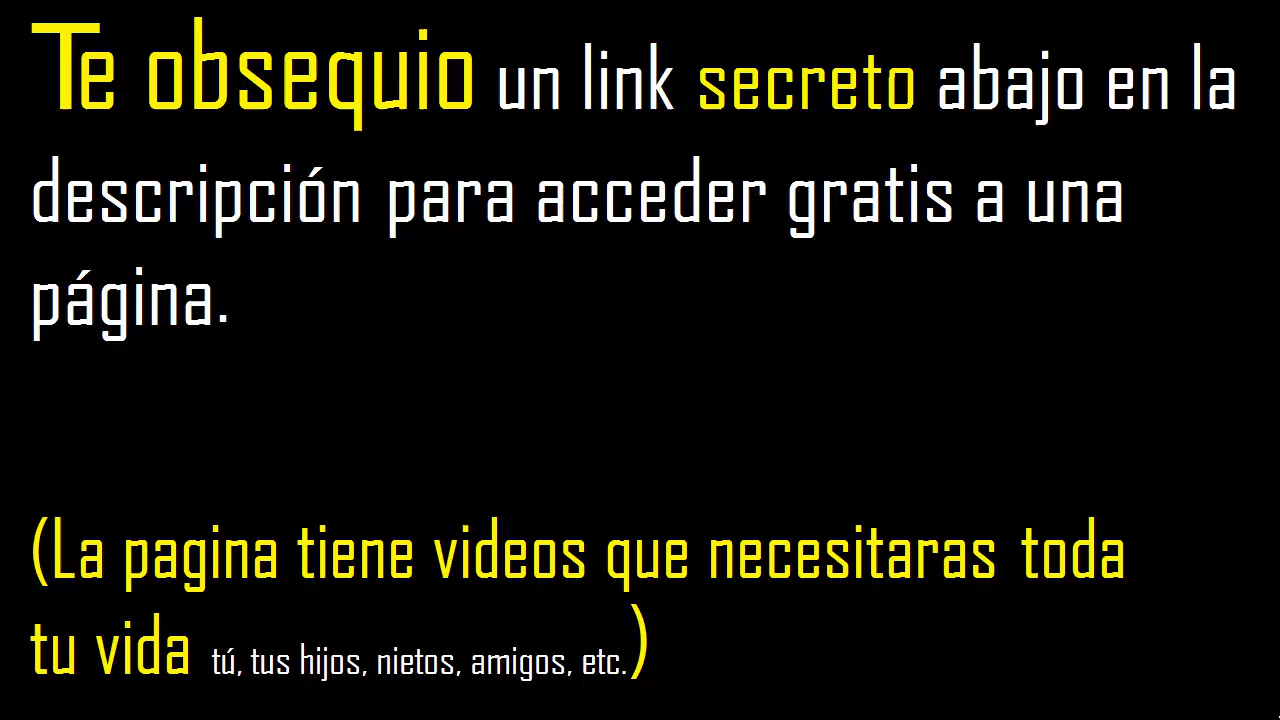 Te obsequio un link secreto abajo en la
descripción para acceder gratis a una
página.
(La pagina tiene videos que necesitaras toda
tu vida tú, tus hijos, nietos, amigos, etc.)